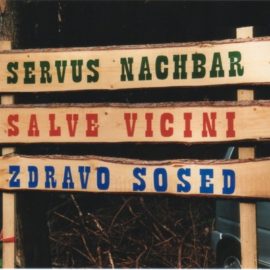 SERVUS NACHBAR
SALVE VICINI
ZDRAVO SOSED